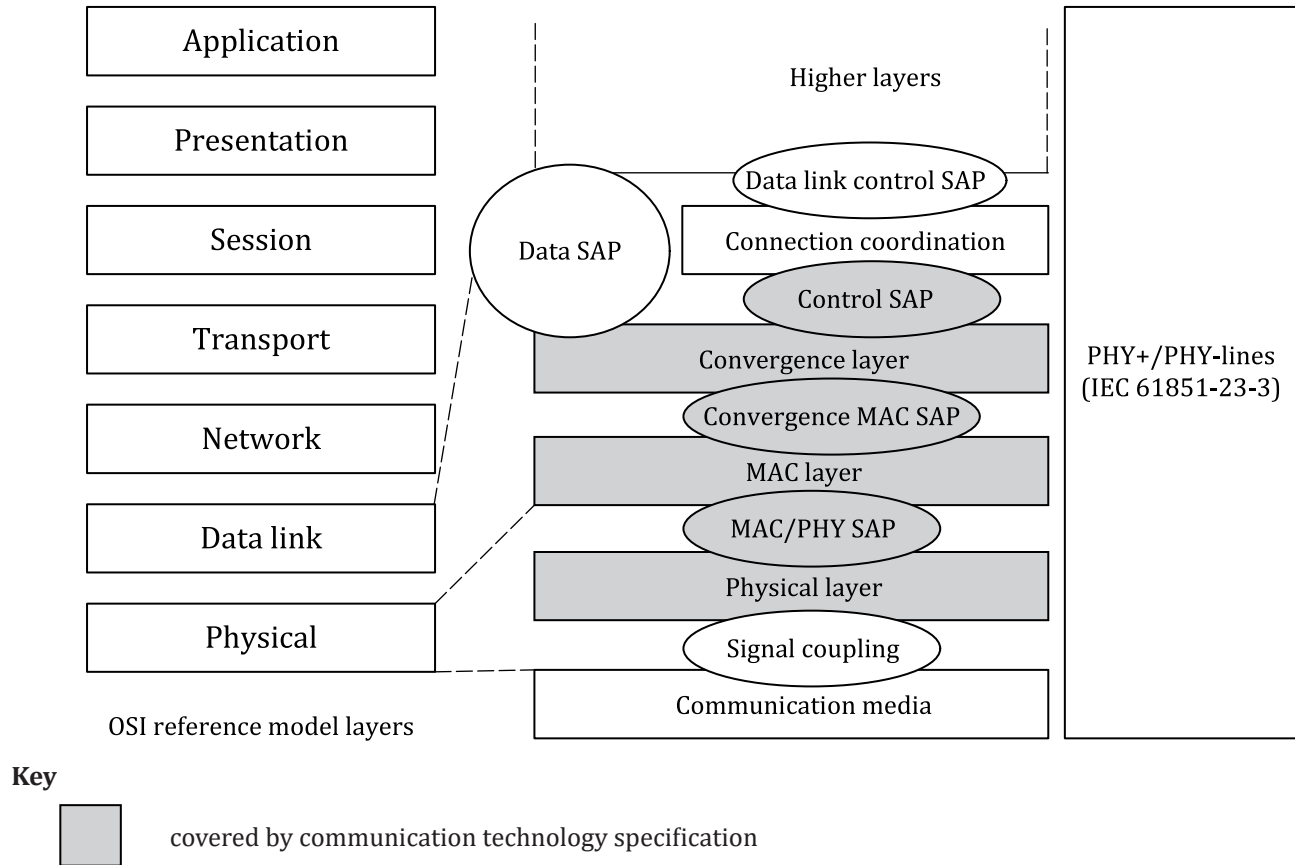 Application
Presentation
Session
Transport
Network
Data link
Physical
OSI reference model layers
Higher layers
Data link control SAP
Data SAP
Connection coordination
Control SAP
Convergence layer
Convergence MAC SAP
MAC layer
MAC/PHY SAP
Physical layer
Signal coupling
Communication media
PHY+/PHY-lines
(IEC 61851-23-3)
Key
covered by communication technology specification